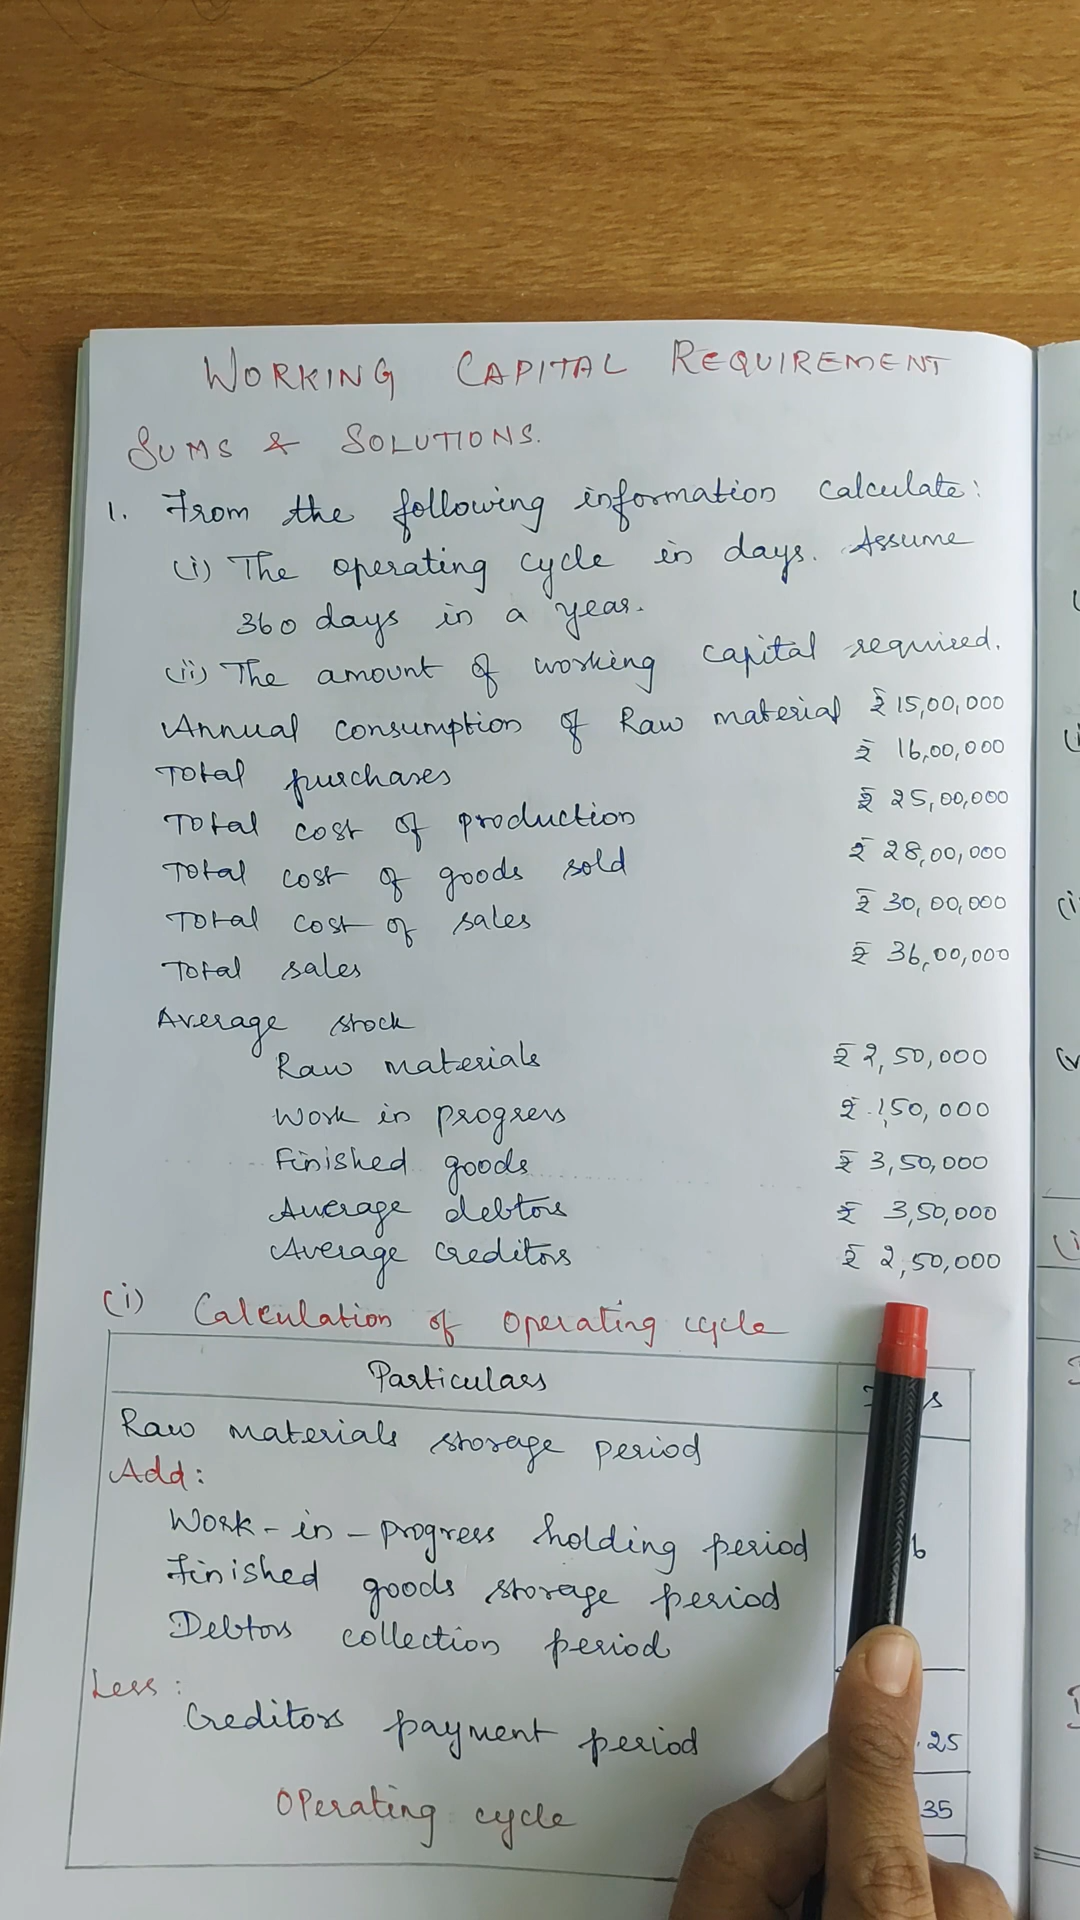 WORKING CAPITAL REQUIREMENT
SUMS & SOLUTIONS.
1. From the following information calculate:
(i) The operating cycle in days. Assume
360 days in a year.
(ii) The amount of working capital required.
Annual consumption of Raw material ₹ 15,00,000
Total purchases ₹ 16,00,000
Total cost of production ₹ 25,00,000
Total cost of goods sold ₹ 28,00,000
Total cost of sales ₹ 30,00,000
Total sales ₹ 36,00,000
Average stock
Raw materials ₹ 2,50,000
Work in progress ₹ 1,50,000
Finished goods ₹ 3,50,000
Average debtors ₹ 3,50,000
Average creditors ₹ 2,50,000
(i) Calculation of operating cycle
Particulars
Raw materials storage period
Add:
Work-in-progress holding period
Finished goods storage period
Debtors collection period
Less:
Creditors payment period .25
Operating cycle 35